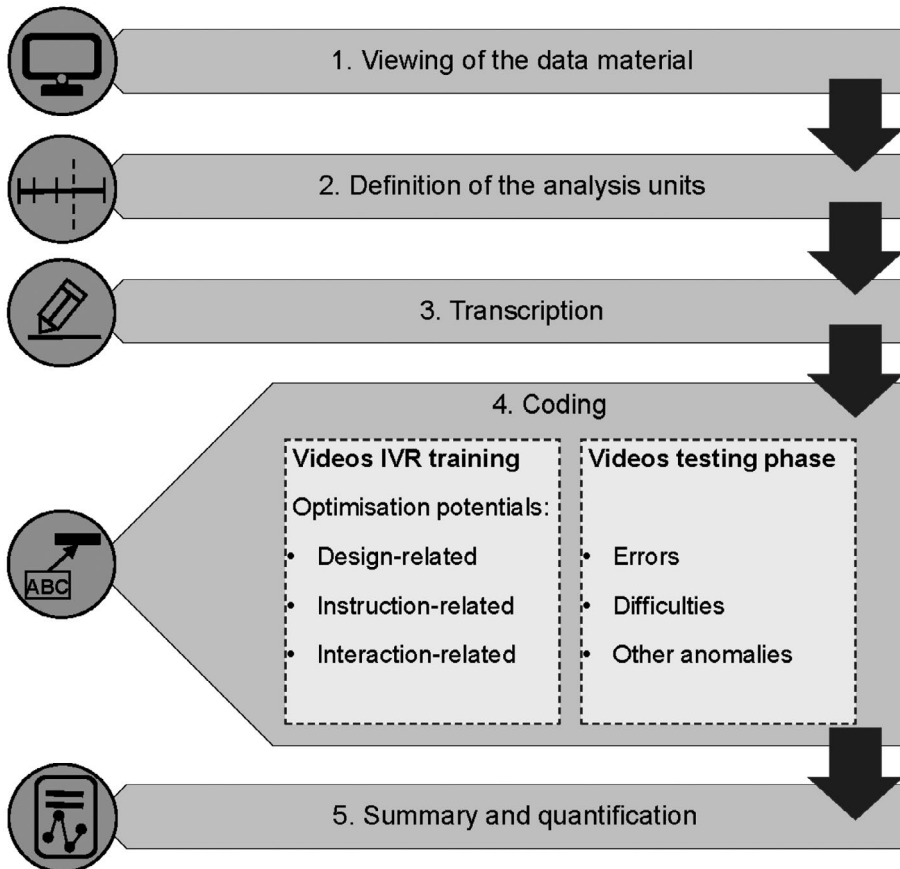 1. Viewing of the data material
2. Definition of the analysis units
3. Transcription
4. Coding
Videos IVR training
Optimisation potentials:
• Design-related
• Instruction-related
• Interaction-related
Videos testing phase
• Errors
• Difficulties
• Other anomalies
ABC
5. Summary and quantification